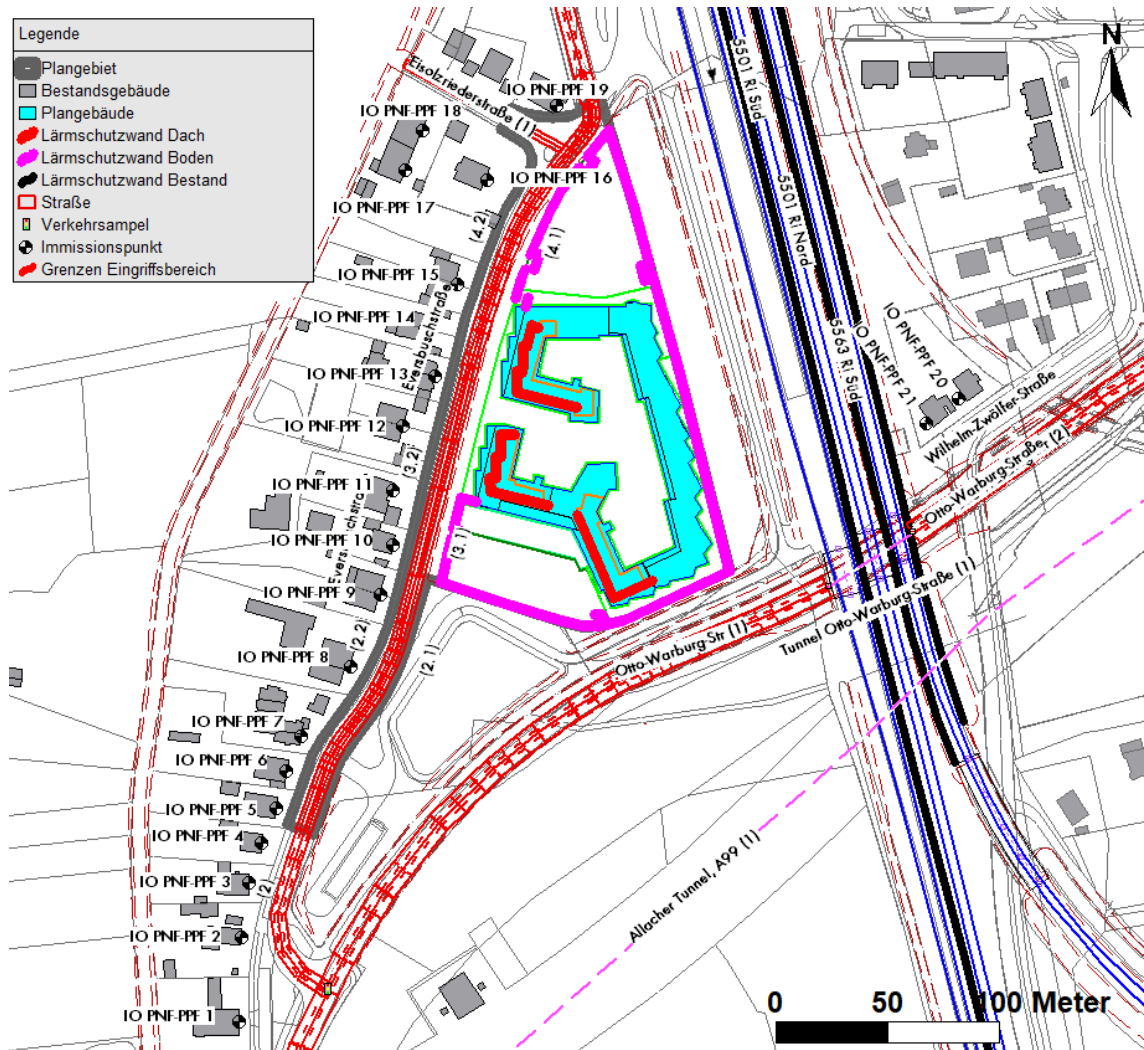 Legende
Plangebiet
Bestandsgebäude
Plangebäude
Lärmschutzwand Dach
Lärmschutzwand Boden
Lärmschutzwand Bestand
Straße
Verkehrsampel
Immissionspunkt
Grenzen Eingriffsbereich
N
Eisolzriederstraße (1)
IO PNF-PPF 19
IO PNF-PPF 18
IO PNF-PPF 16
IO PNF-PPF 17
(4.2)
(4.1)
IO PNF-PPF 15
IO PNF-PPF 14
Eversbuschstraße
IO PNF-PPF 13
IO PNF-PPF 12
(3.2)
IO PNF-PPF 11
IO PNF-PPF 10
(3.1)
IO PNF-PPF 9
(2.2)
IO PNF-PPF 8
(2.1)
IO PNF-PPF 7
IO PNF-PPF 6
IO PNF-PPF 5
IO PNF-PPF 4
IO PNF-PPF 3
(2)
IO PNF-PPF 2
IO PNF-PPF 1
5501 Ri Süd
5501 Ri Nord
5563 Ri Süd
IO PNF-PPF 21
IO PNF-PPF 20
Wilhelm-Zwölfer-Straße
Otto-Warburg-Straße (2)
Otto-Warburg-Str (1)
Tunnel Otto-Warburg-Straße (1)
Allacher Tunnel, A99 (1)
0 50 100 Meter